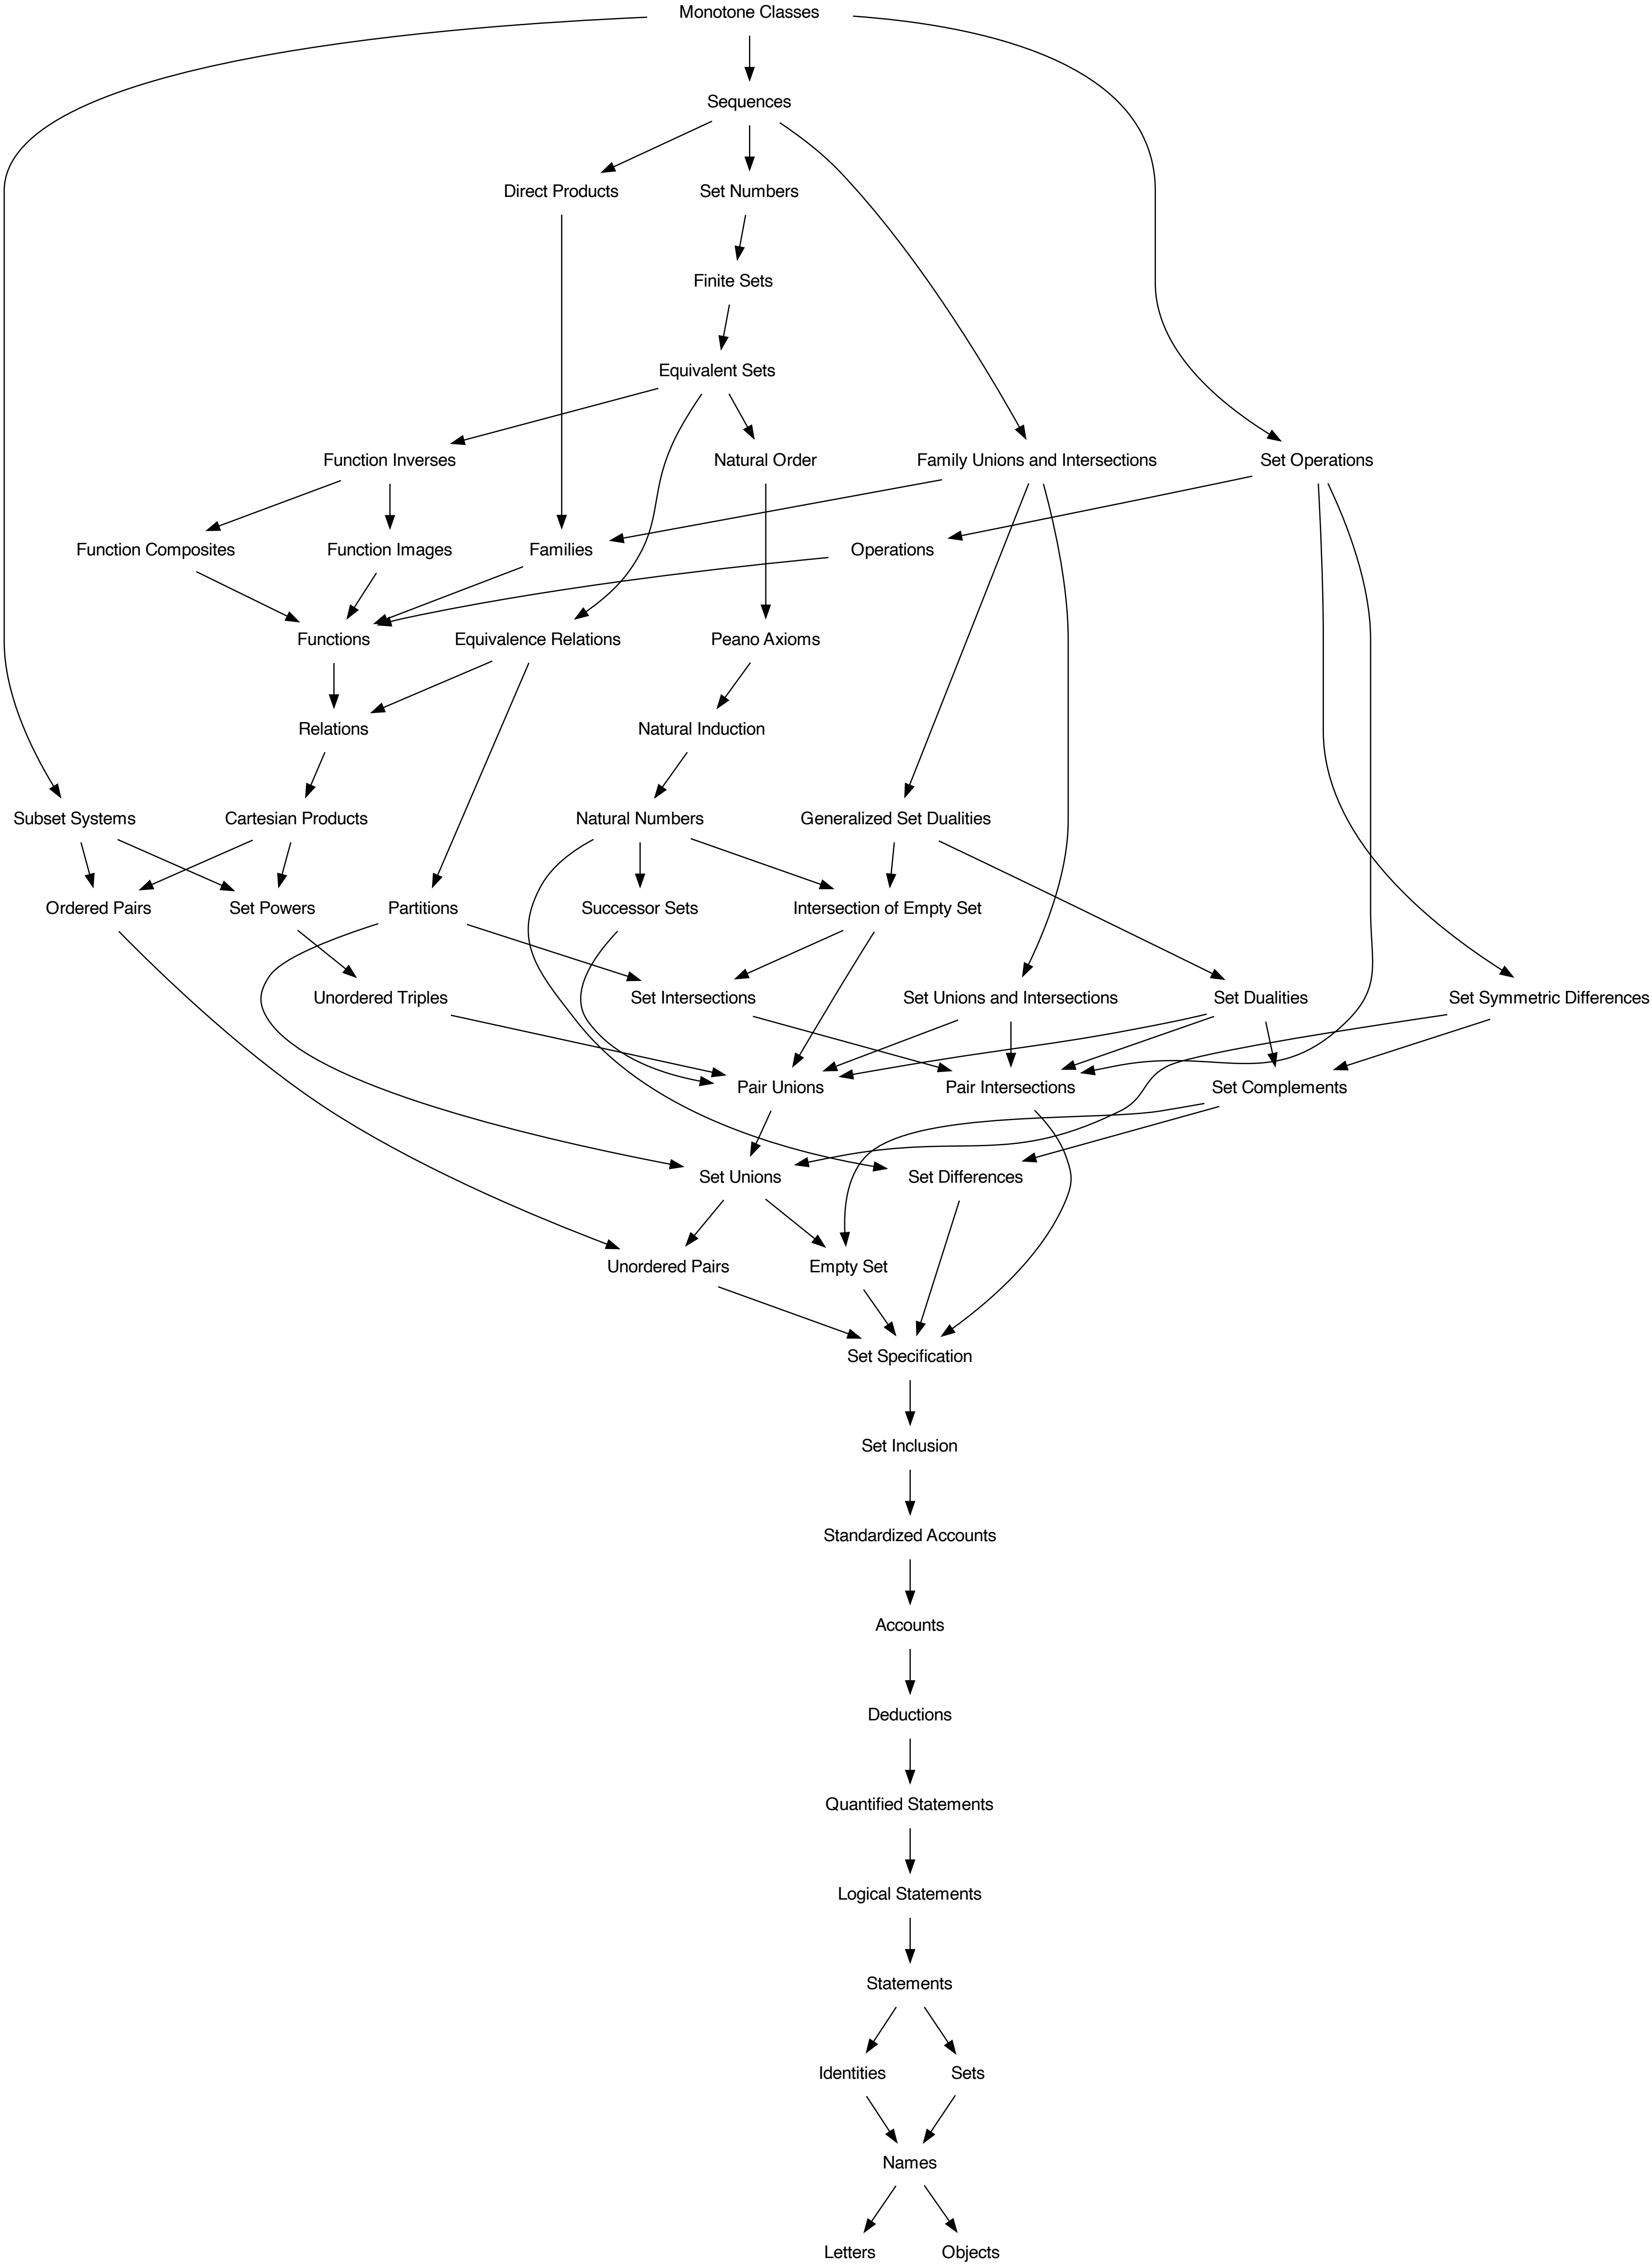 Monotone Classes
Sequences
Direct Products
Set Numbers
Finite Sets
Equivalent Sets
Function Inverses
Natural Order
Family Unions and Intersections
Set Operations
Function Composites
Function Images
Families
Operations
Functions
Equivalence Relations
Peano Axioms
Relations
Natural Induction
Subset Systems
Cartesian Products
Natural Numbers
Generalized Set Dualities
Ordered Pairs
Set Powers
Partitions
Successor Sets
Intersection of Empty Set
Unordered Triples
Set Intersections
Set Unions and Intersections
Set Dualities
Set Symmetric Differences
Pair Unions
Pair Intersections
Set Complements
Set Unions
Set Differences
Unordered Pairs
Empty Set
Set Specification
Set Inclusion
Standardized Accounts
Accounts
Deductions
Quantified Statements
Logical Statements
Statements
Identities
Sets
Names
Letters
Objects